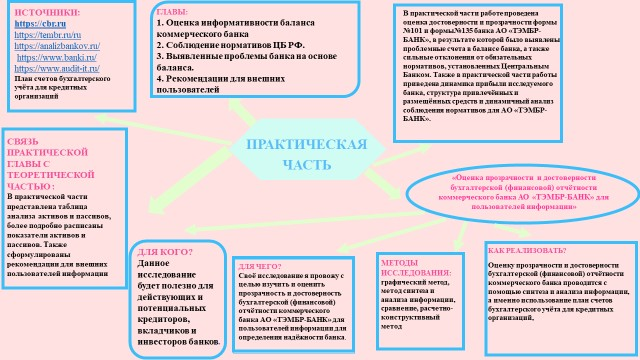 ИСТОЧНИКИ:
https://cbr.ru
https://tembr.ru/ru
https://analizbankov.ru/
https://www.banki.ru/
https://www.audit-it.ru/
План счетов бухгалтерского
учёта для кредитных
организаций
ГЛАВЫ:
1. Оценка информативности баланса
коммерческого банка
2. Соблюдение нормативов ЦБ РФ.
3. Выявленные проблемы банка на основе
баланса.
4. Рекомендации для внешних
пользователей
В практической части работе проведена
оценка достоверности и прозрачности формы
№101 и формы№135 банка АО «ТЭМБР-
БАНК», в результате которой было выявлены
проблемные счета в балансе банка, а также
сильные отклонения от обязательных
нормативов, установленных Центральным
Банком. Также в практической части работы
приведена динамика прибыли исследуемого
банка, структура привлечённых и
размещённых средств и динамичный анализ
соблюдения нормативов для АО «ТЭМБР-
БАНК».
ПРАКТИЧЕСКАЯ
ЧАСТЬ
СВЯЗЬ
ПРАКТИЧЕСКОЙ
ГЛАВЫ С
ТЕОРЕТИЧЕСКОЙ
ЧАСТЬЮ:
В практической части
представлена таблица
анализа активов и пассивов,
более подробно расписаны
показатели активов и
пассивов. Также
сформулированы
рекомендации для внешних
пользователей информации
«Оценка прозрачности и достоверности
бухгалтерской (финансовой) отчётности
коммерческого банка АО «ТЭМБР-БАНК» для
пользователей информации»
ДЛЯ КОГО?
Данное
исследование
будет полезно для
действующих и
потенциальных
кредиторов,
вкладчиков и
инвесторов банков.
ДЛЯ ЧЕГО?
Своё исследование я провожу с
целью изучить и оценить
прозрачность и достоверность
бухгалтерской (финансовой)
отчётности коммерческого
банка АО «ТЭМБР-БАНК» для
пользователей информации для
определения надёжности банка.
МЕТОДЫ
ИССЛЕДОВАНИЯ:
графический метод,
метод синтеза и
анализа информации,
сравнение, расчетно-
конструктивный
метод
КАК РЕАЛИЗОВАТЬ?
Оценку прозрачности и достоверности
бухгалтерской (финансовой) отчётности
коммерческого банка проводится с
помощью синтеза и анализа информации,
а именно использование план счетов
бухгалтерского учёта для кредитных
организаций,